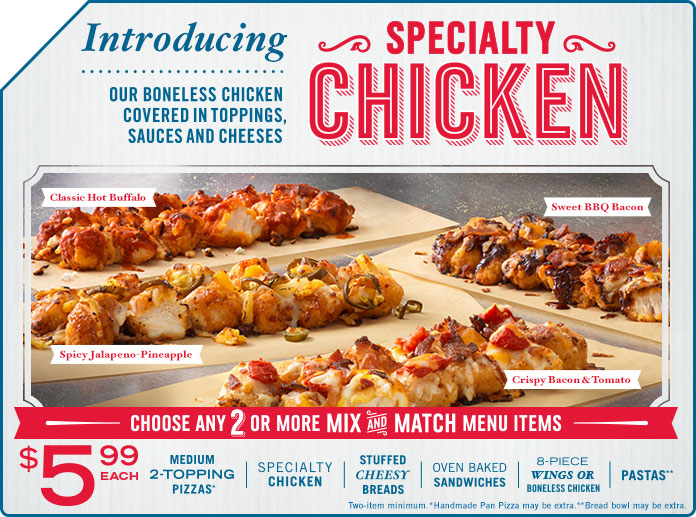 Introducing
OUR BONELESS CHICKEN
COVERED IN TOPPINGS,
SAUCES AND CHEESES
SPECIALTY
CHICKEN
Classic Hot Buffalo
Sweet BBQ Bacon
Spicy Jalapeno-Pineapple
Crispy Bacon & Tomato
CHOOSE ANY 2 OR MORE MIX AND MATCH MENU ITEMS
$5.99 EACH
MEDIUM
2-TOPPING
PIZZAS*
SPECIALTY
CHICKEN
STUFFED
CHEESY
BREADS
OVEN BAKED
SANDWICHES
8-PIECE
WINGS OR
BONELESS CHICKEN
PASTAS**
Two-item minimum. *Handmade Pan Pizza may be extra. **Bread bowl may be extra.